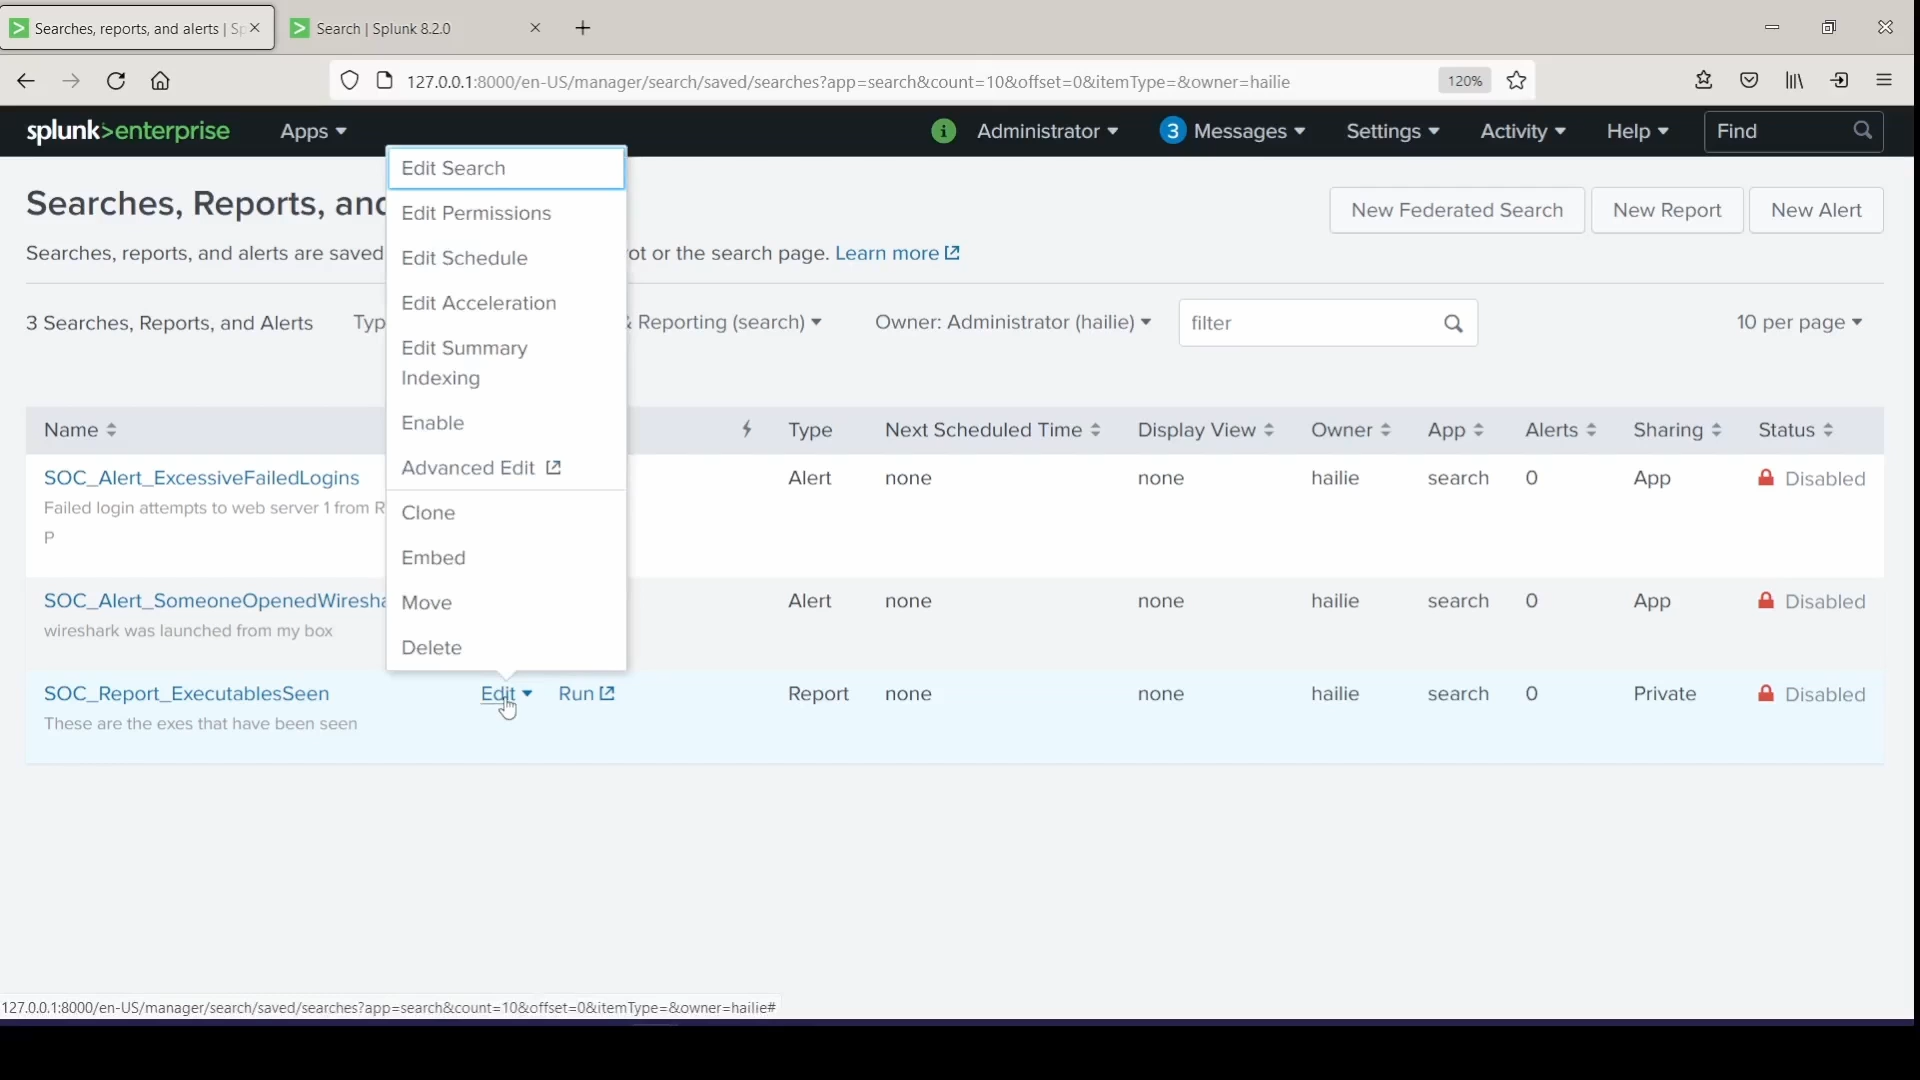 Searches, reports, and alerts | Sp
Search | Splunk 8.2.0
127.0.0.1:8000/en-US/manager/search/saved/searches?app=search&count=10&offset=0&itemType=&owner=hailie
120%
splunk>enterprise
Apps
i
Administrator
3 Messages
Settings
Activity
Help
Find
Searches, Reports, and
New Federated Search
New Report
New Alert
Searches, reports, and alerts are saved
ot or the search page. Learn more
3 Searches, Reports, and Alerts
Typ
& Reporting (search)
Owner: Administrator (hailie)
filter
10 per page
Edit Search
Edit Permissions
Edit Schedule
Edit Acceleration
Edit Summary
Indexing
Enable
Advanced Edit
Clone
Embed
Move
Delete
Name Type Next Scheduled Time Display View Owner App Alerts Sharing Status
SOC_Alert_ExcessiveFailedLogins Alert none none hailie search 0 App Disabled
Failed login attempts to web server 1 from R
P
SOC_Alert_SomeoneOpenedWiresha Alert none none hailie search 0 App Disabled
wireshark was launched from my box
SOC_Report_ExecutablesSeen Edit Run Report none none hailie search 0 Private Disabled
These are the exes that have been seen
127.0.0.1:8000/en-US/manager/search/saved/searches?app=search&count=10&offset=0&itemType=&owner=hailie#